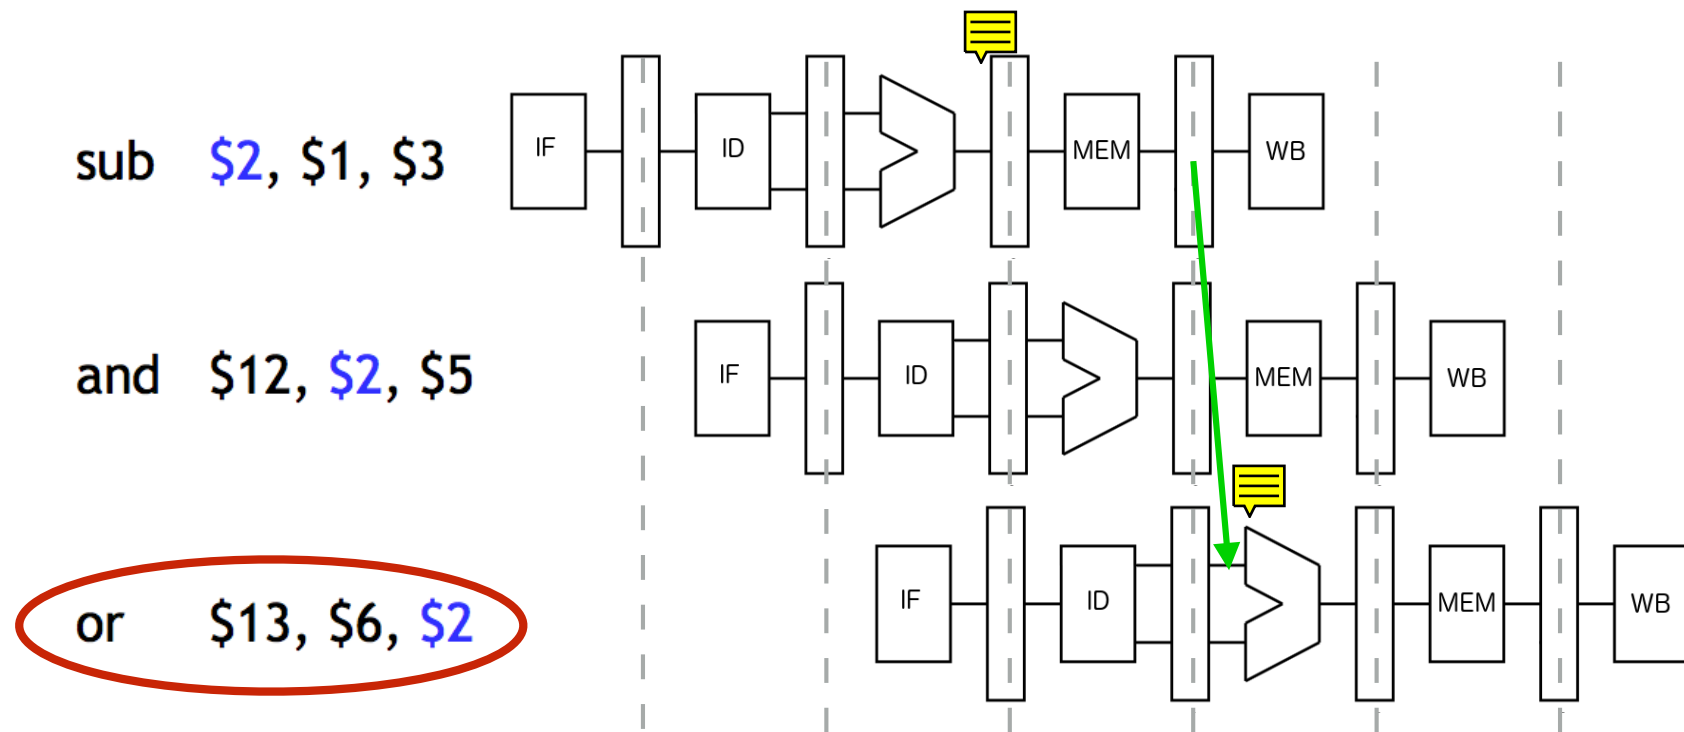 sub $2, $1, $3 IF ID MEM WB
and $12, $2, $5 IF ID MEM WB
or $13, $6, $2 IF ID MEM WB